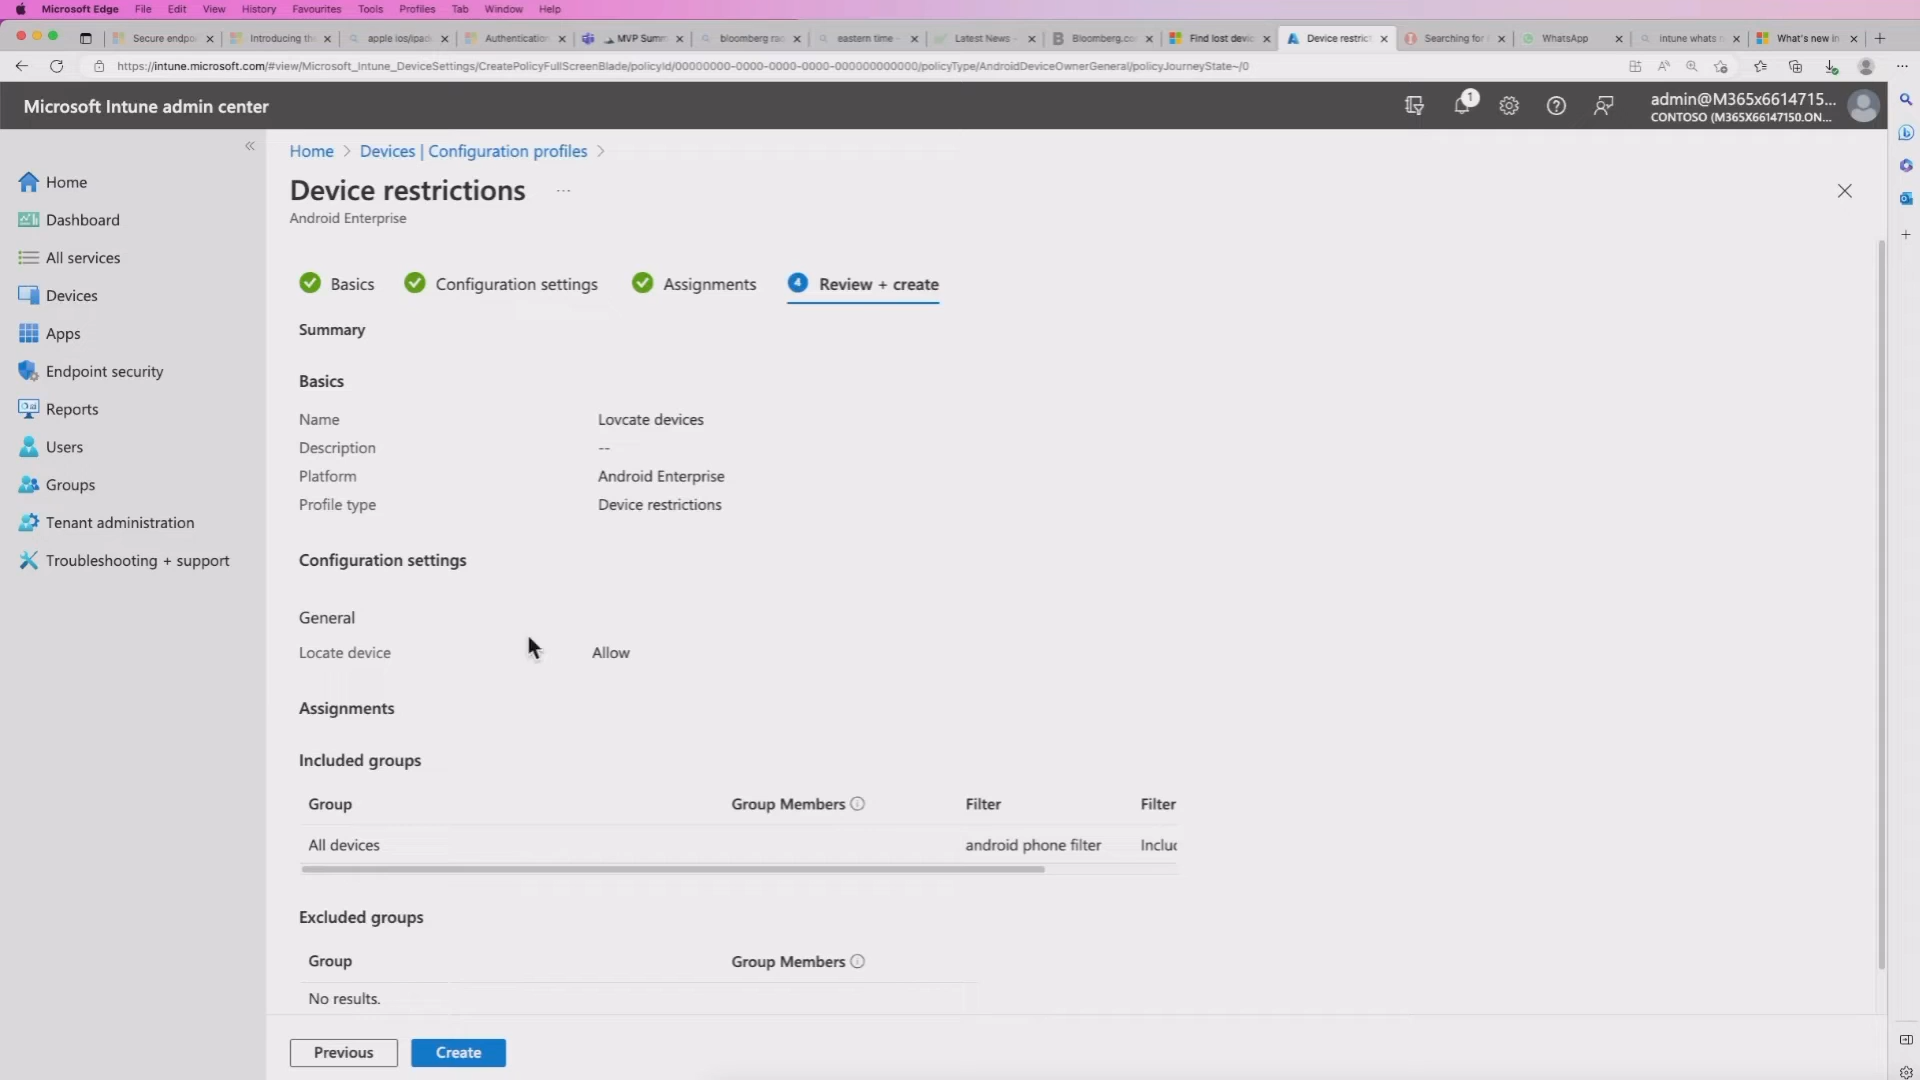 Microsoft Edge File Edit View History Favourites Tools Profiles Tab Window Help
Secure endpo Introducing th apple ios/ipad Authentication MVP Summ bloomberg rac eastern time - Latest News - Bloomberg.co Find lost devic Device restrict Searching for WhatsApp intune whats n What's new in
https://intune.microsoft.com/#view/Microsoft_Intune_DeviceSettings/CreatePolicyFullScreenBlade/policyId/00000000-0000-0000-0000-000000000000/policyType/AndroidDeviceOwnerGeneral/policyJourneyState~/0
Microsoft Intune admin center
1
admin@M365x6614715...
CONTOSO (M365X66147150.ON...
Home
Dashboard
All services
Devices
Apps
Endpoint security
Reports
Users
Groups
Tenant administration
Troubleshooting + support
Home > Devices | Configuration profiles >
Device restrictions ...
Android Enterprise
Basics Configuration settings Assignments 4 Review + create
Summary
Basics
Name Lovcate devices
Description --
Platform Android Enterprise
Profile type Device restrictions
Configuration settings
General
Locate device Allow
Assignments
Included groups
Group Group Members Filter Filter
All devices android phone filter Includ
Excluded groups
Group Group Members
No results.
Previous Create